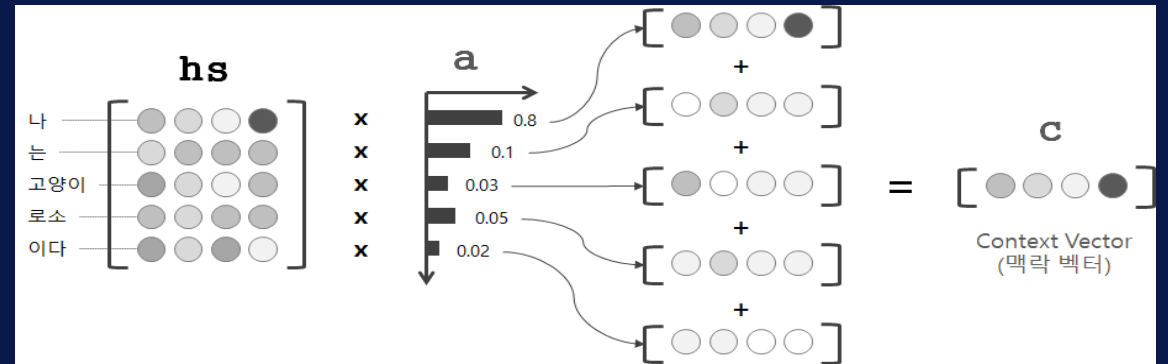 hs
a
나 x 0.8
는 x 0.1
고양이 x 0.03
로소 x 0.05
이다 x 0.02
+
+
+
+
=
c
Context Vector
(맥락 벡터)